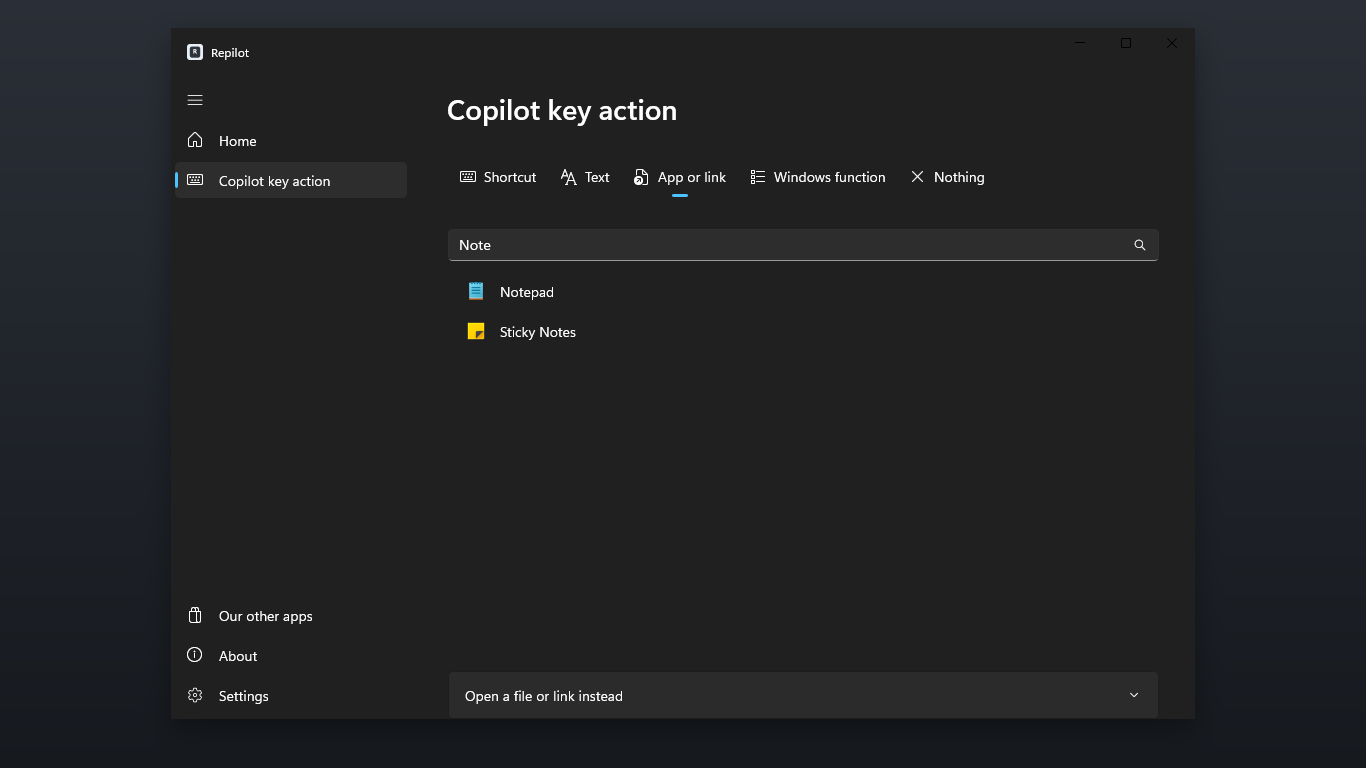 Repilot
Home
Copilot key action
Copilot key action
Shortcut
Text
App or link
Windows function
Nothing
Note
Notepad
Sticky Notes
Our other apps
About
Settings
Open a file or link instead